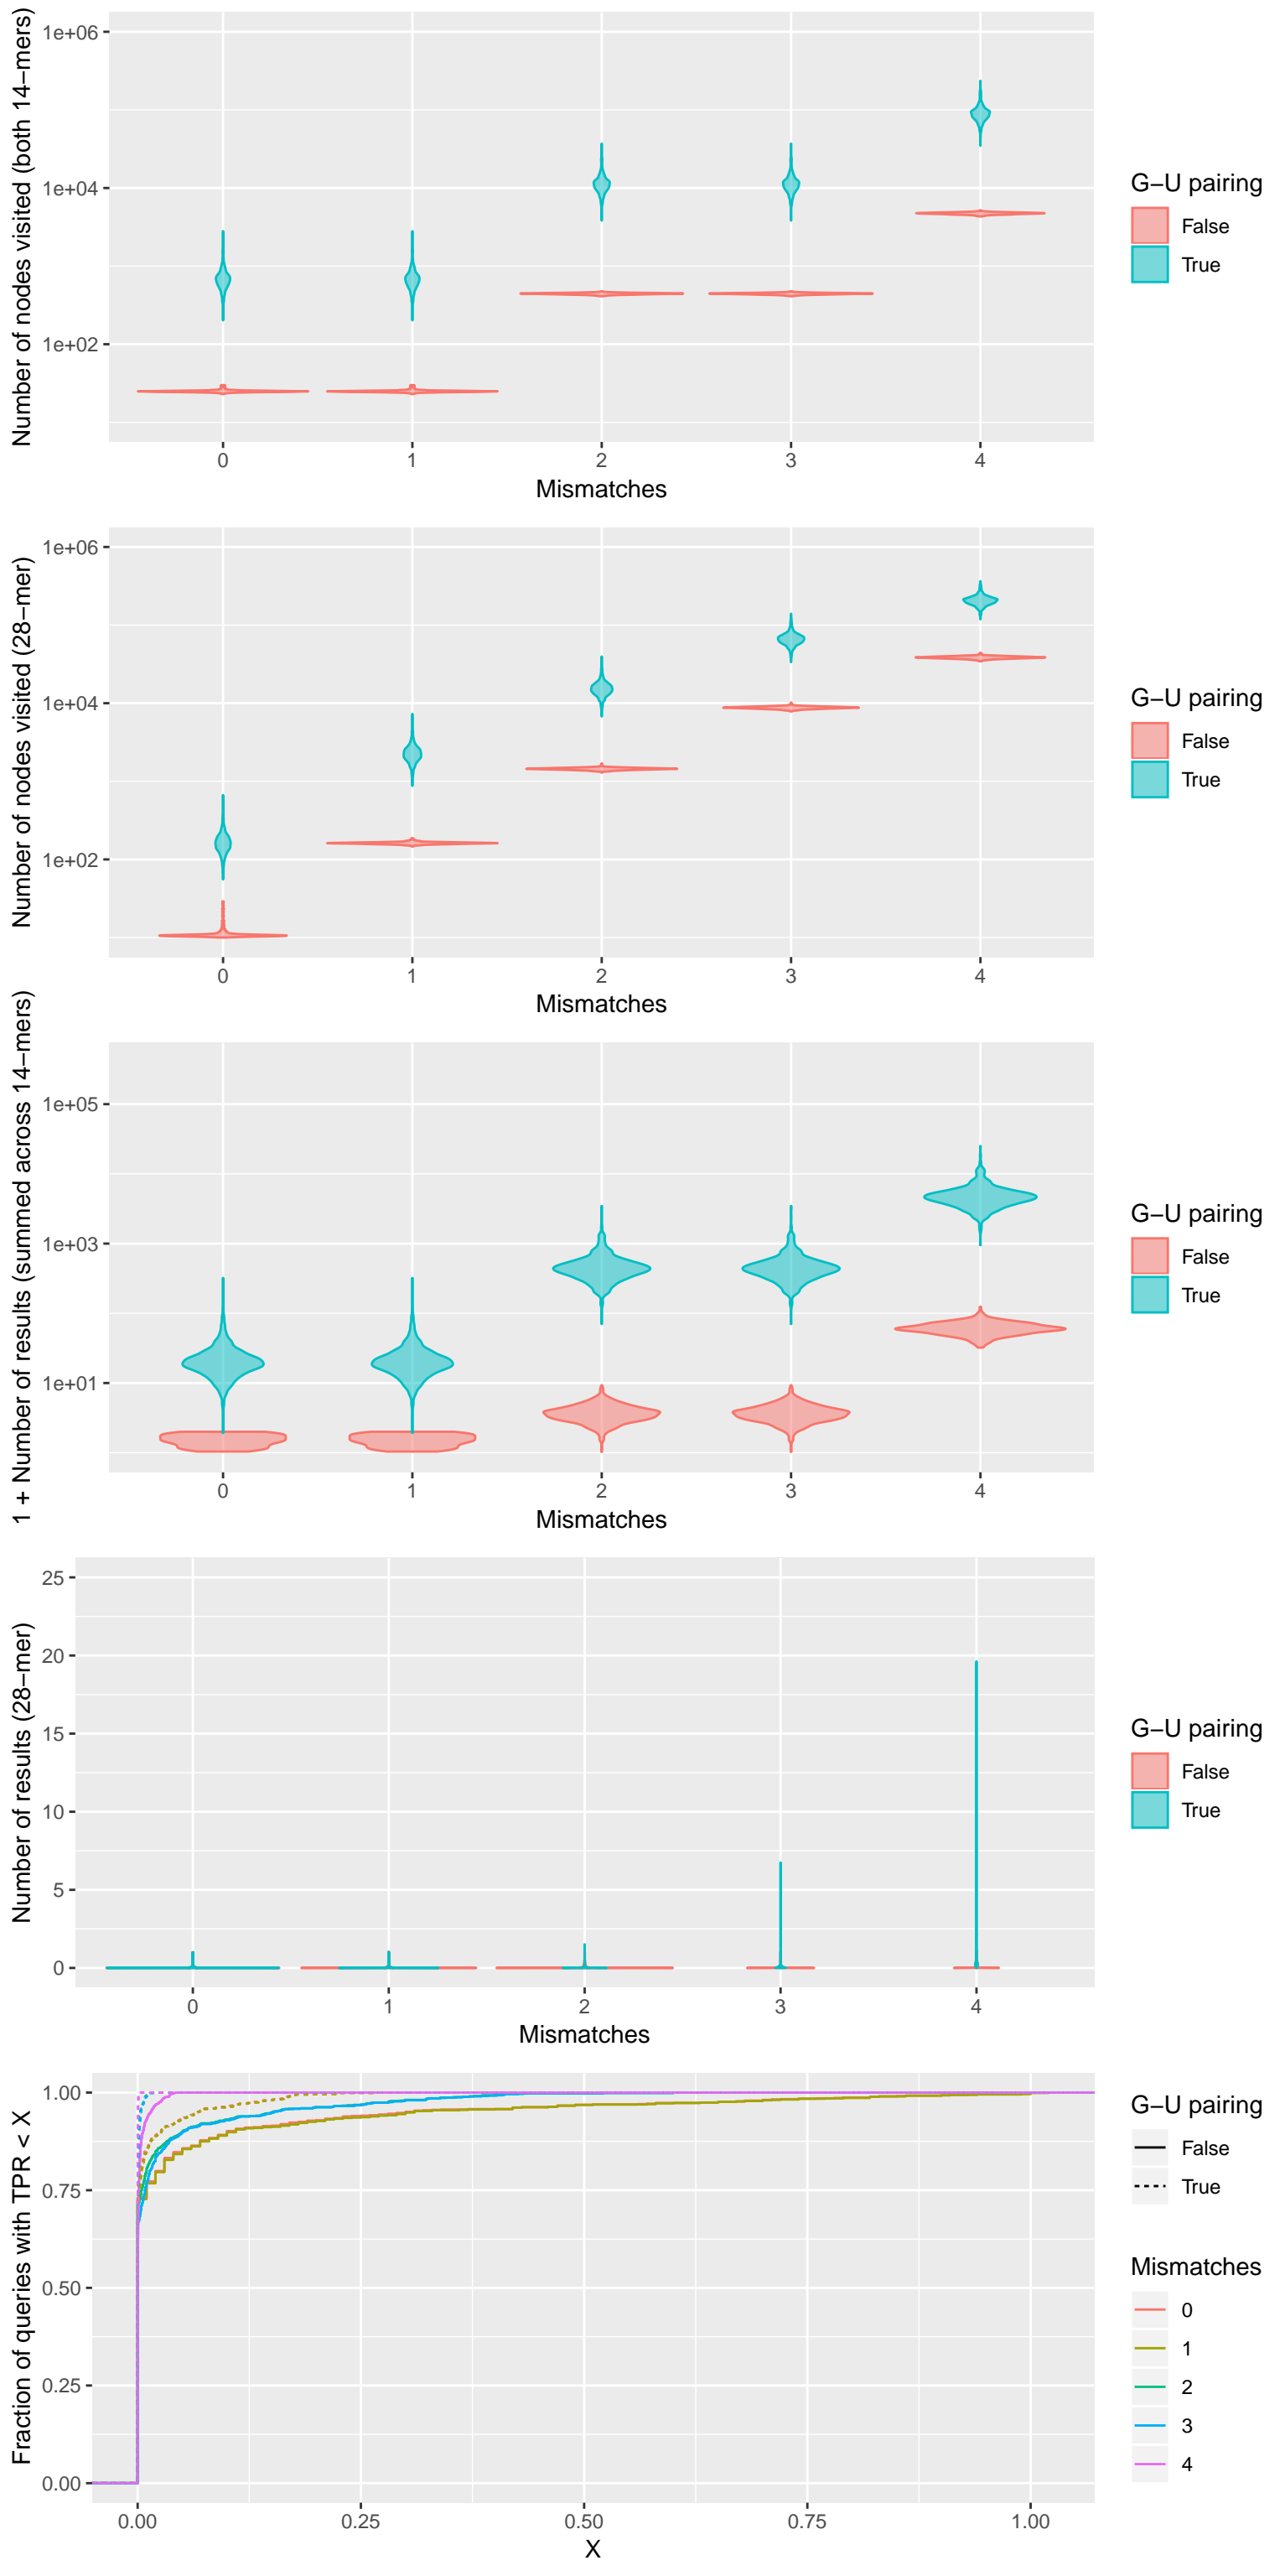 Number of nodes visited (both 14−mers)
1e+06
1e+04
1e+02
0 1 2 3 4
Mismatches
G−U pairing
False
True
Number of nodes visited (28−mer)
1e+06
1e+04
1e+02
0 1 2 3 4
Mismatches
G−U pairing
False
True
1 + Number of results (summed across 14−mers)
1e+05
1e+03
1e+01
0 1 2 3 4
Mismatches
G−U pairing
False
True
Number of results (28−mer)
25
20
15
10
5
0
0 1 2 3 4
Mismatches
G−U pairing
False
True
Fraction of queries with TPR < X
1.00
0.75
0.50
0.25
0.00
0.00 0.25 0.50 0.75 1.00
X
G−U pairing
False
True
Mismatches
0
1
2
3
4